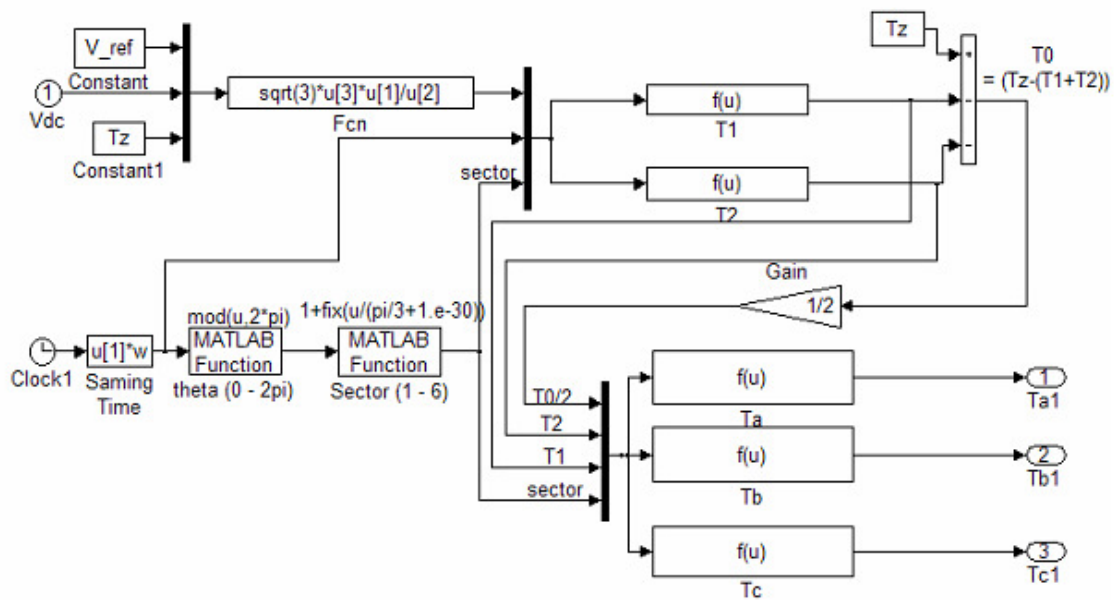 V_ref
Constant
1
Vdc
Tz
Constant1
sqrt(3)*u[3]*u[1]/u[2]
Fcn
sector
f(u)
T1
f(u)
T2
Tz
+
-
-
T0
= (Tz-(T1+T2))
Gain
1/2
Clock1
u[1]*w
Saming
Time
mod(u,2*pi)
MATLAB
Function
theta (0 - 2pi)
1+fix(u/(pi/3+1.e-30))
MATLAB
Function
Sector (1 - 6)
T0/2
T2
T1
sector
f(u)
Ta
f(u)
Tb
f(u)
Tc
1
Ta1
2
Tb1
3
Tc1